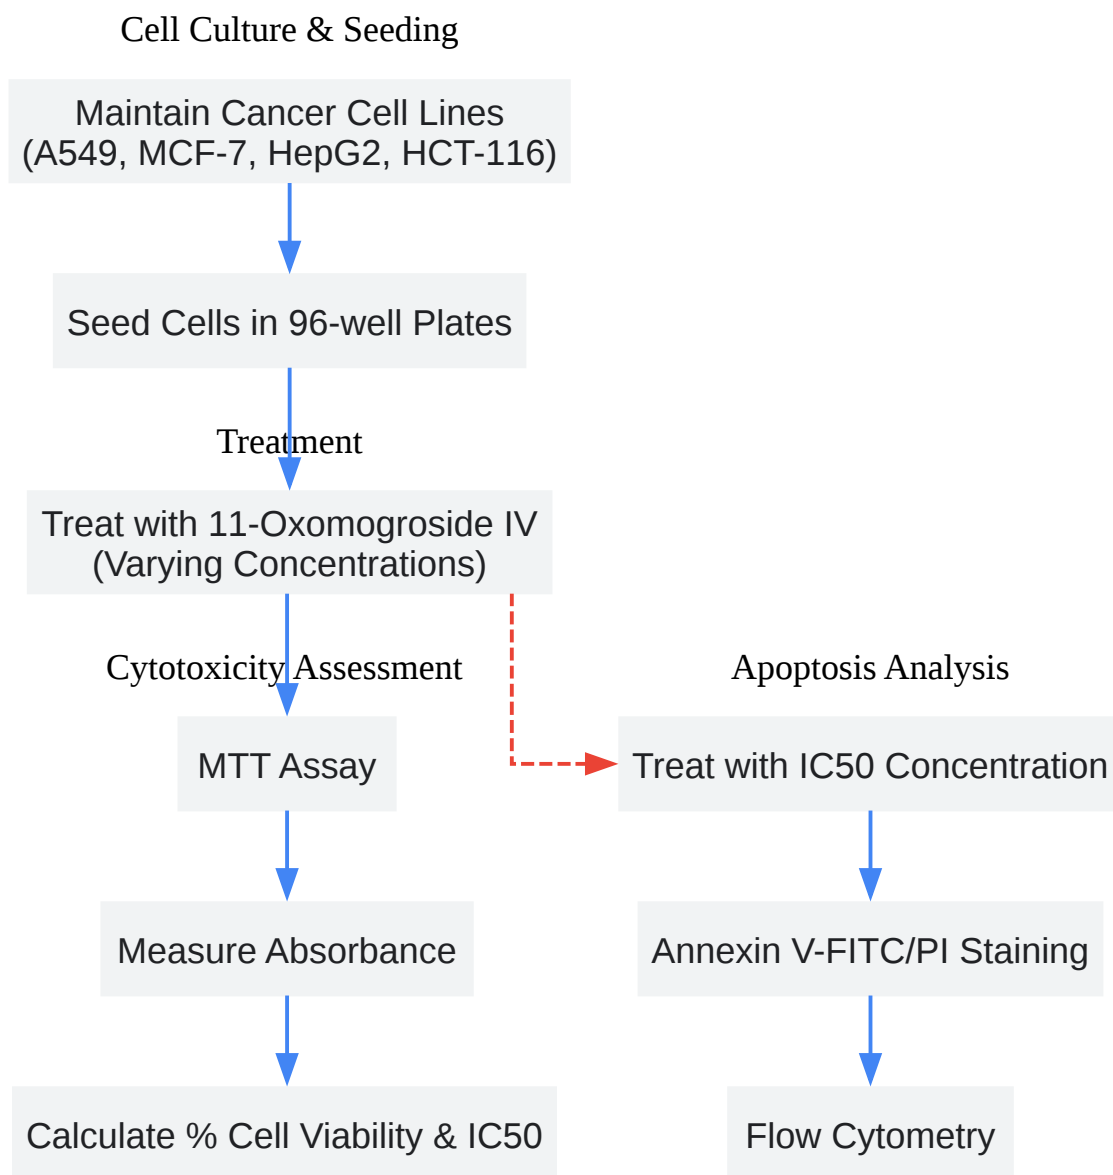 Cell Culture & Seeding
Maintain Cancer Cell Lines
(A549, MCF-7, HepG2, HCT-116)
Seed Cells in 96-well Plates
Treatment
Treat with 11-Oxomogroside IV
(Varying Concentrations)
Cytotoxicity Assessment
MTT Assay
Measure Absorbance
Calculate % Cell Viability & IC50
Apoptosis Analysis
Treat with IC50 Concentration
Annexin V-FITC/PI Staining
Flow Cytometry